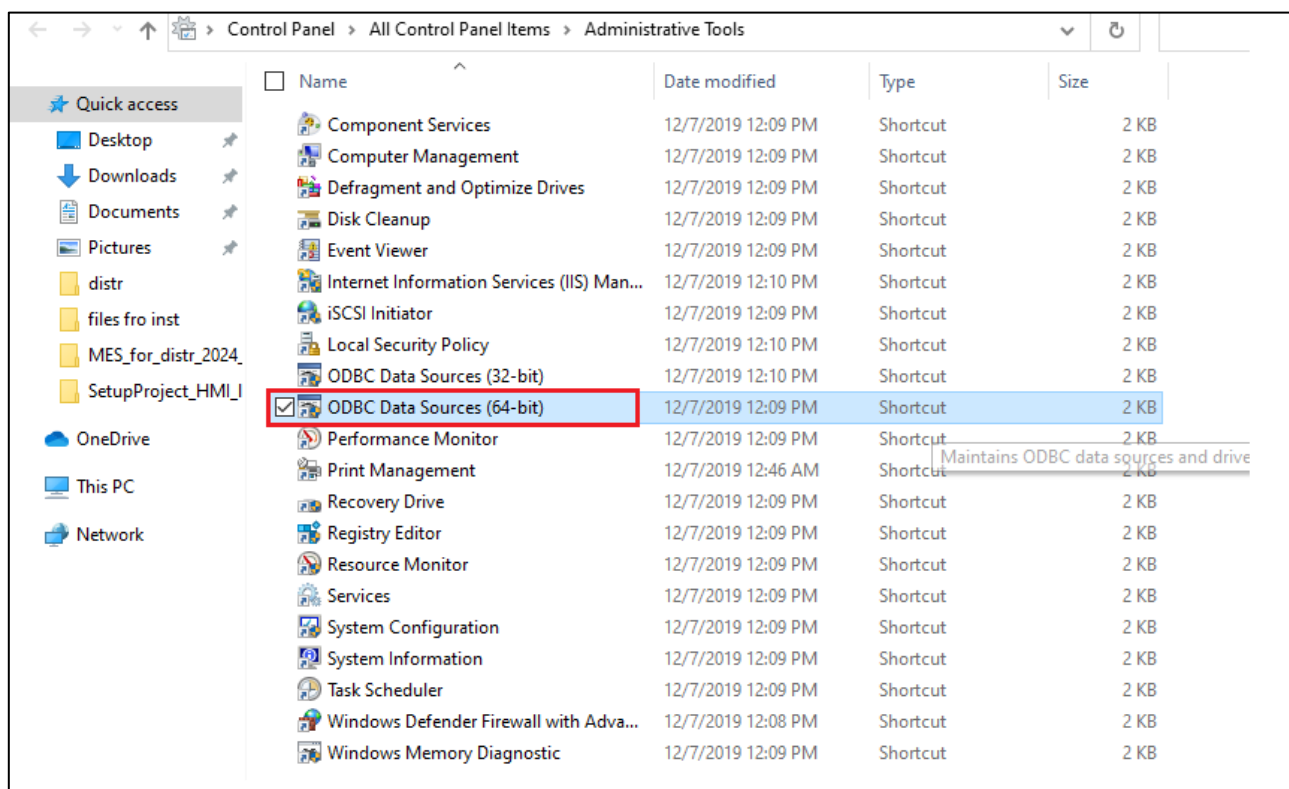 Control Panel > All Control Panel Items > Administrative Tools
Name Date modified Type Size
Quick access
Desktop
Downloads
Documents
Pictures
distr
files fro inst
MES_for_distr_2024_
SetupProject_HMI_I
OneDrive
This PC
Network
Component Services 12/7/2019 12:09 PM Shortcut 2 KB
Computer Management 12/7/2019 12:09 PM Shortcut 2 KB
Defragment and Optimize Drives 12/7/2019 12:09 PM Shortcut 2 KB
Disk Cleanup 12/7/2019 12:09 PM Shortcut 2 KB
Event Viewer 12/7/2019 12:09 PM Shortcut 2 KB
Internet Information Services (IIS) Man... 12/7/2019 12:10 PM Shortcut 2 KB
iSCSI Initiator 12/7/2019 12:09 PM Shortcut 2 KB
Local Security Policy 12/7/2019 12:10 PM Shortcut 2 KB
ODBC Data Sources (32-bit) 12/7/2019 12:10 PM Shortcut 2 KB
ODBC Data Sources (64-bit) 12/7/2019 12:09 PM Shortcut 2 KB
Performance Monitor 12/7/2019 12:09 PM Shortcut 2 KB
Maintains ODBC data sources and drive
Print Management 12/7/2019 12:46 AM Shortcut 2 KB
Recovery Drive 12/7/2019 12:09 PM Shortcut 2 KB
Registry Editor 12/7/2019 12:09 PM Shortcut 2 KB
Resource Monitor 12/7/2019 12:09 PM Shortcut 2 KB
Services 12/7/2019 12:09 PM Shortcut 2 KB
System Configuration 12/7/2019 12:09 PM Shortcut 2 KB
System Information 12/7/2019 12:09 PM Shortcut 2 KB
Task Scheduler 12/7/2019 12:09 PM Shortcut 2 KB
Windows Defender Firewall with Adva... 12/7/2019 12:08 PM Shortcut 2 KB
Windows Memory Diagnostic 12/7/2019 12:09 PM Shortcut 2 KB